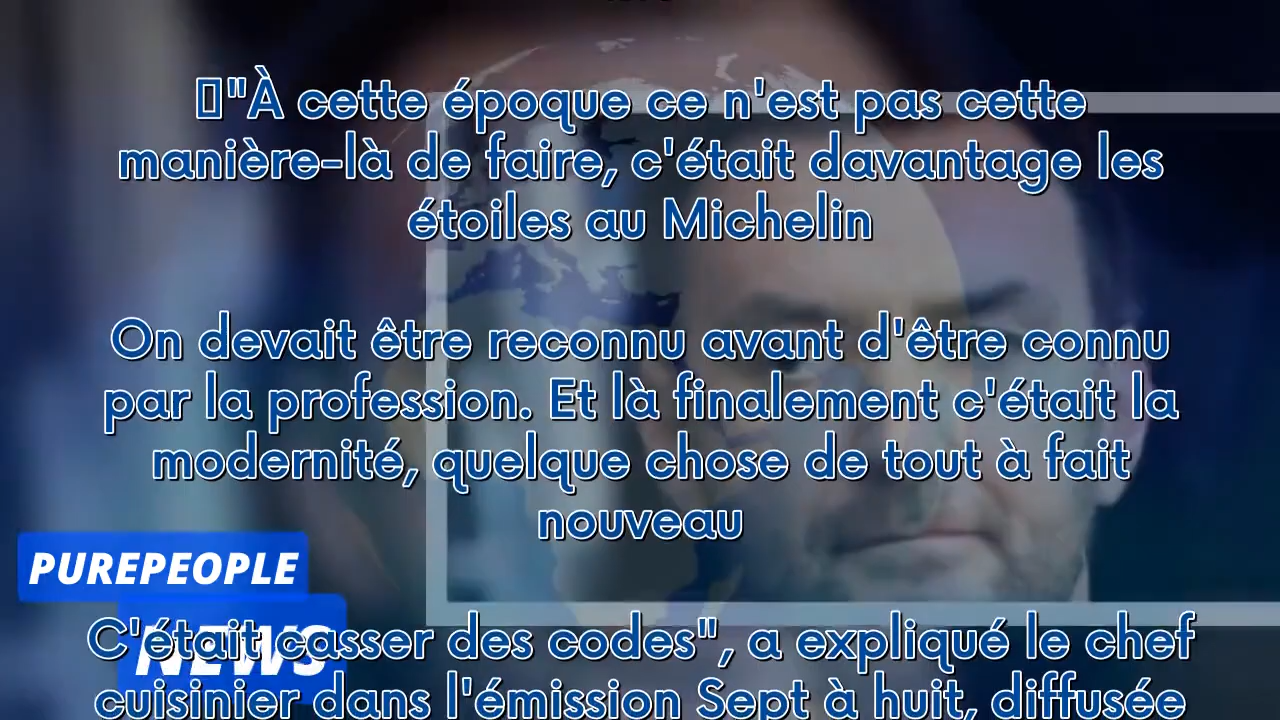 "À cette époque ce n'est pas cette
manière-là de faire, c'était davantage les
étoiles au Michelin
On devait être reconnu avant d'être connu
par la profession. Et là finalement c'était la
modernité, quelque chose de tout à fait
nouveau
PUREPEOPLE
C'était casser des codes", a expliqué le chef
NEWS
cuisinier dans l'émission Sept à huit, diffusée